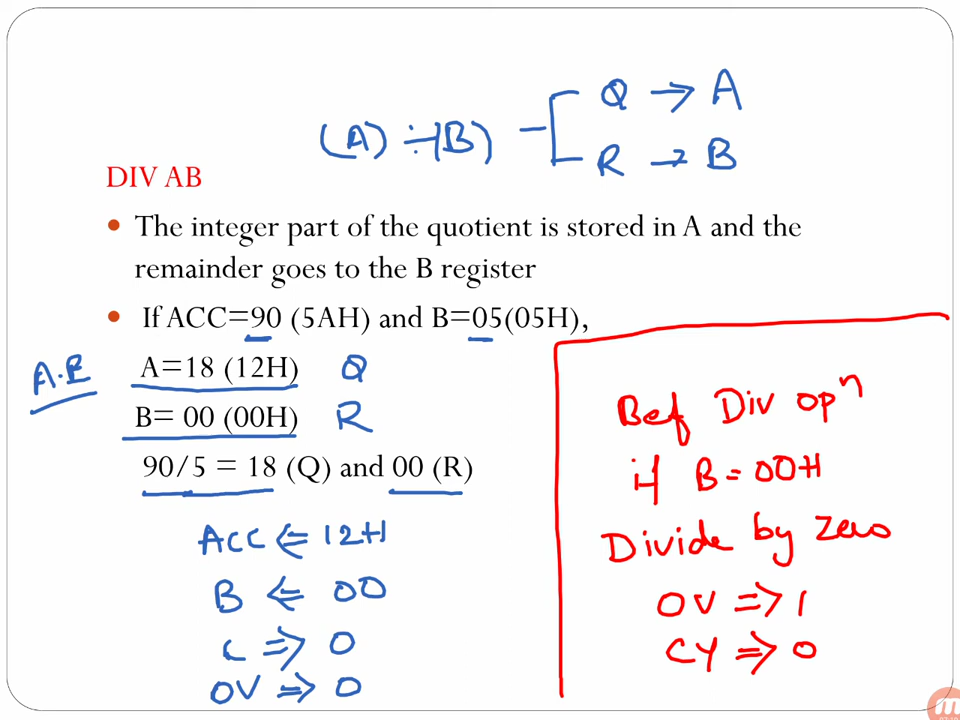 (A) ÷ (B) Q → A
R → B
DIV AB
• The integer part of the quotient is stored in A and the
remainder goes to the B register
• If ACC=90 (5AH) and B=05(05H),
A.E A=18 (12H) Q
B= 00 (00H) R
90/5 = 18 (Q) and 00 (R)
ACC ⇐ 12H
B ⇐ 00
C ⇒ 0
OV ⇒ 0
Bef Div opⁿ
if B = 00H
Divide by zero
OV ⇒ 1
CY ⇒ 0